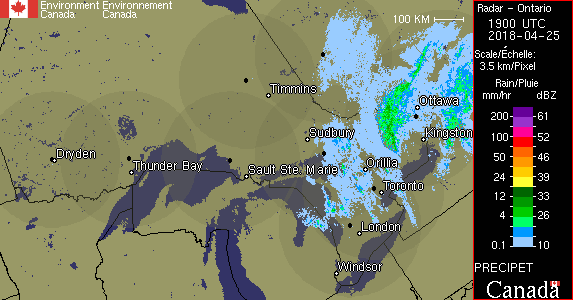 Environment Environnement
Canada Canada
100 KM
Timmins
Ottawa
Sudbury
Kingston
Dryden
Thunder Bay
Sault Ste. Marie
Orillia
Toronto
London
Windsor
Radar - Ontario
1900 UTC
2018-04-25
Scale/Échelle:
3.5 km/Pixel
Rain/Pluie
mm/hr dBZ
200 61
100 52
50 46
24 39
12 33
4 26
0.1 10
PRECIPET
Canada